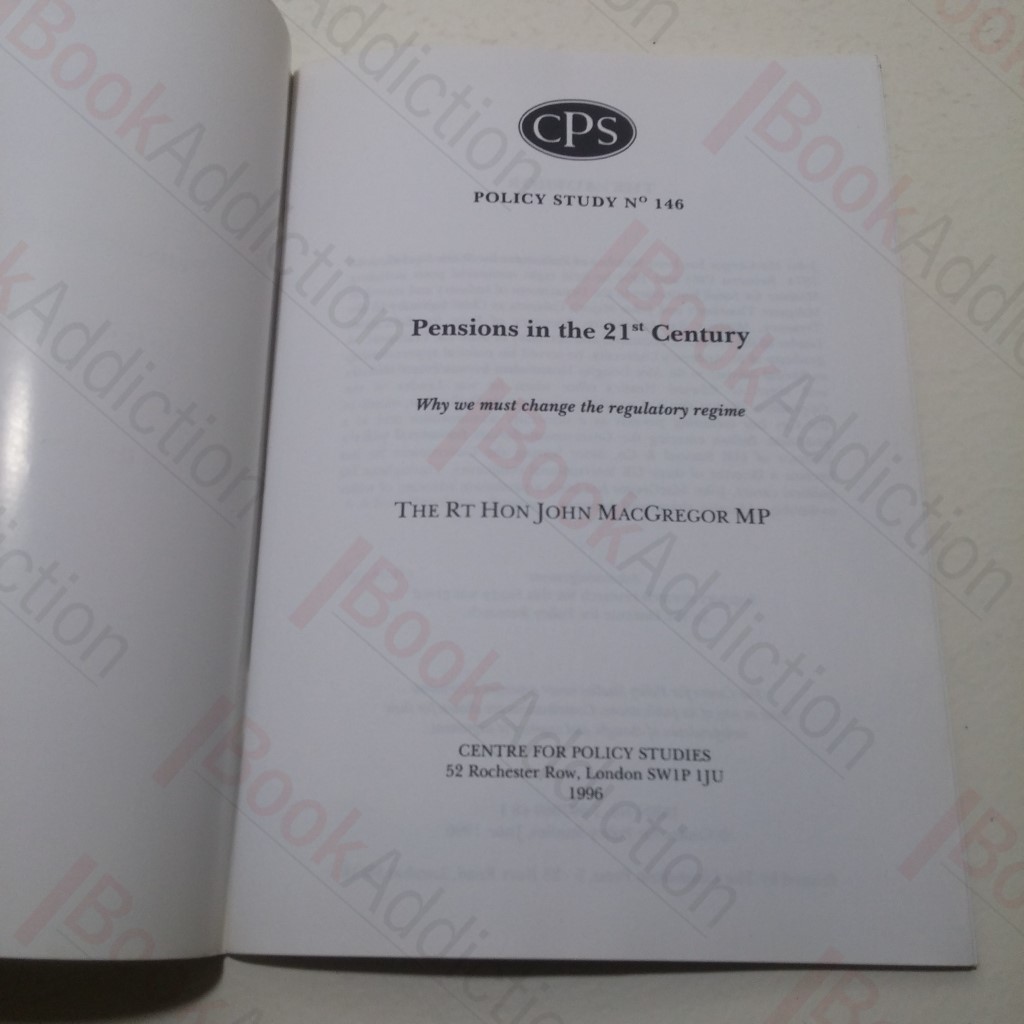 CPS
POLICY STUDY Nº 146
Pensions in the 21st Century
Why we must change the regulatory regime
THE RT HON JOHN MACGREGOR MP
CENTRE FOR POLICY STUDIES
52 Rochester Row, London SW1P 1JU
1996
BookAddiction